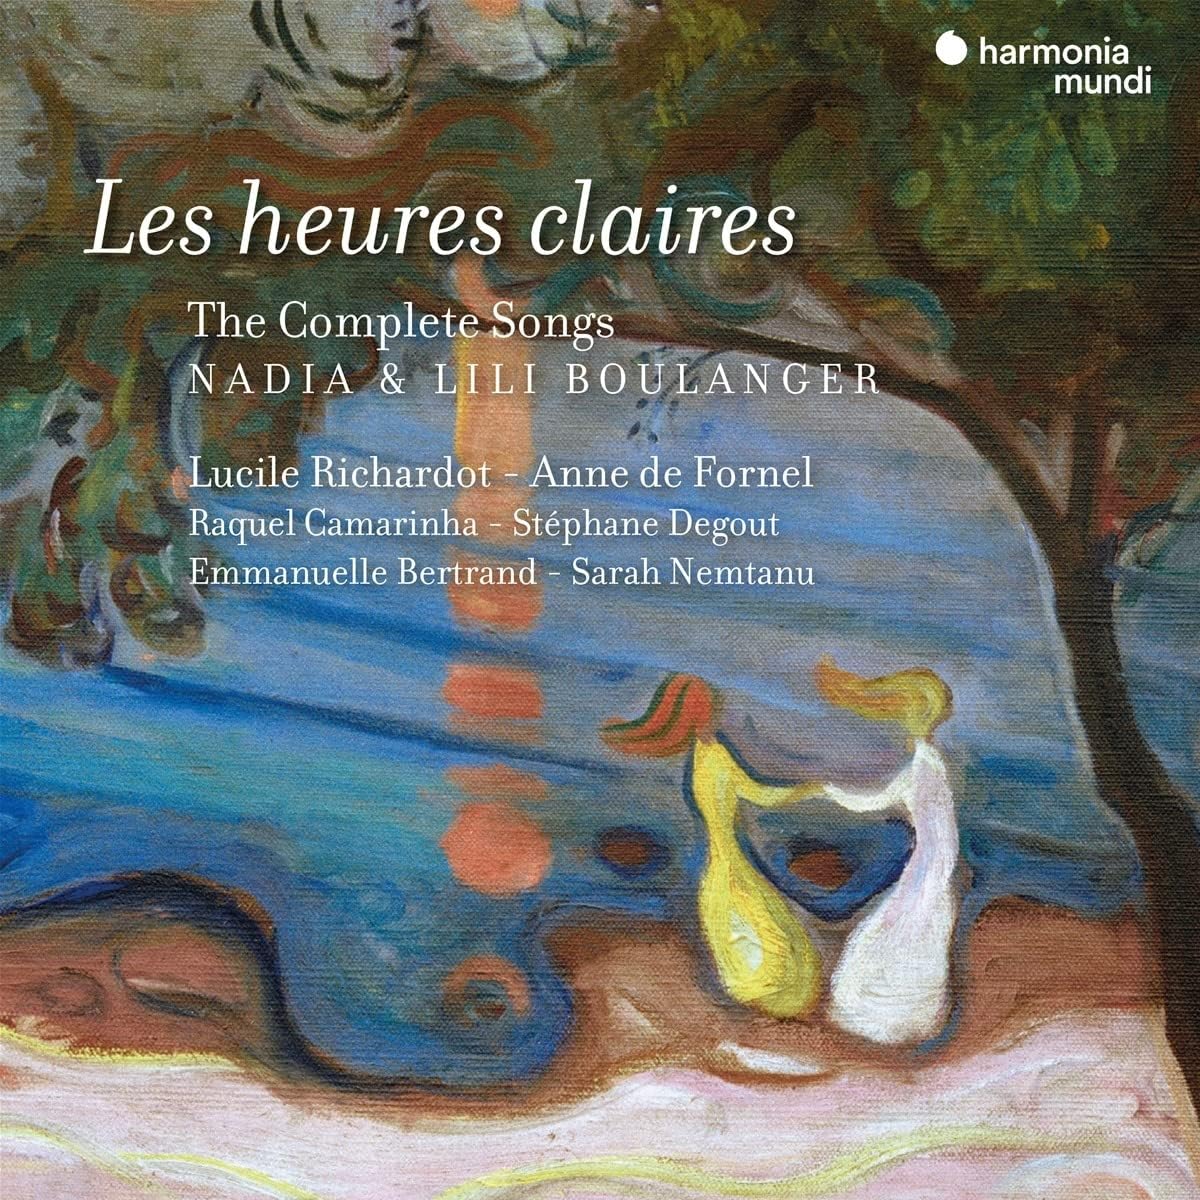 harmonia
mundi
Les heures claires
The Complete Songs
NADIA & LILI BOULANGER
Lucile Richardot – Anne de Fornel
Raquel Camarinha - Stéphane Degout
Emmanuelle Bertrand - Sarah Nemtanu